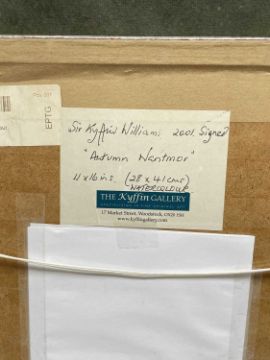 EPTG
Sir Kyffin Williams 2001. Signed
"Autumn Nantmor"
11 x 16 ins (28 x 41 cms)
WATERCOLOUR
THE Kyffin GALLERY
17 Market Street, Woodstock, OX20 1SU
www.kyffingallery.com